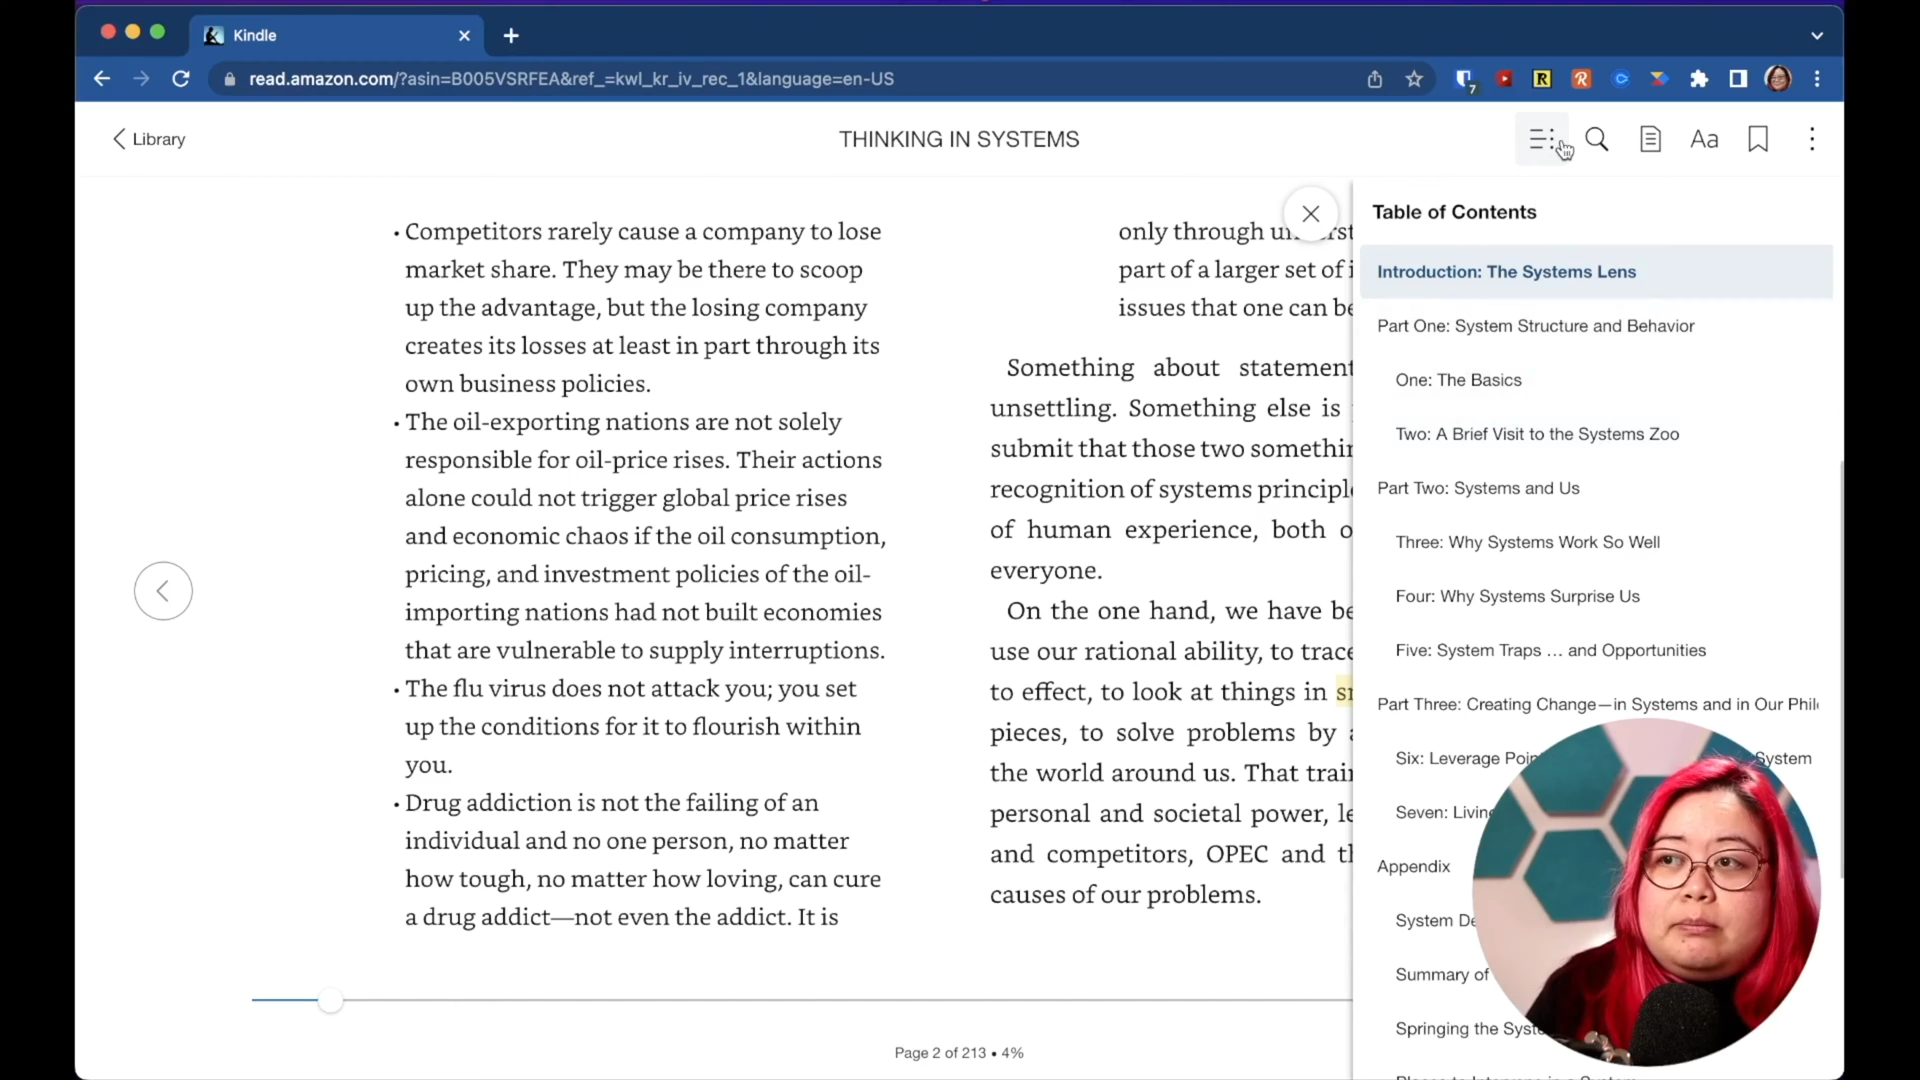 Kindle
read.amazon.com/?asin=B005VSRFEA&ref_=kwl_kr_iv_rec_1&language=en-US
7
R
R
Library
THINKING IN SYSTEMS
Aa
• Competitors rarely cause a company to lose
market share. They may be there to scoop
up the advantage, but the losing company
creates its losses at least in part through its
own business policies.
• The oil-exporting nations are not solely
responsible for oil-price rises. Their actions
alone could not trigger global price rises
and economic chaos if the oil consumption,
pricing, and investment policies of the oil-
importing nations had not built economies
that are vulnerable to supply interruptions.
• The flu virus does not attack you; you set
up the conditions for it to flourish within
you.
• Drug addiction is not the failing of an
individual and no one person, no matter
how tough, no matter how loving, can cure
a drug addict—not even the addict. It is
only through
part of a larger set of
issues that one can
Something about statement
unsettling. Something else is
submit that those two somethin
recognition of systems principl
of human experience, both
everyone.
On the one hand, we have
use our rational ability, to trace
to effect, to look at things in
pieces, to solve problems by
the world around us. That trai
personal and societal power,
and competitors, OPEC and
causes of our problems.
Table of Contents
Introduction: The Systems Lens
Part One: System Structure and Behavior
One: The Basics
Two: A Brief Visit to the Systems Zoo
Part Two: Systems and Us
Three: Why Systems Work So Well
Four: Why Systems Surprise Us
Five: System Traps … and Opportunities
Part Three: Creating Change—in Systems and in Our Phil
Six: Leverage Poin System
Seven: Livin
Appendix
System De
Summary of
Springing the Syst
Page 2 of 213 • 4%